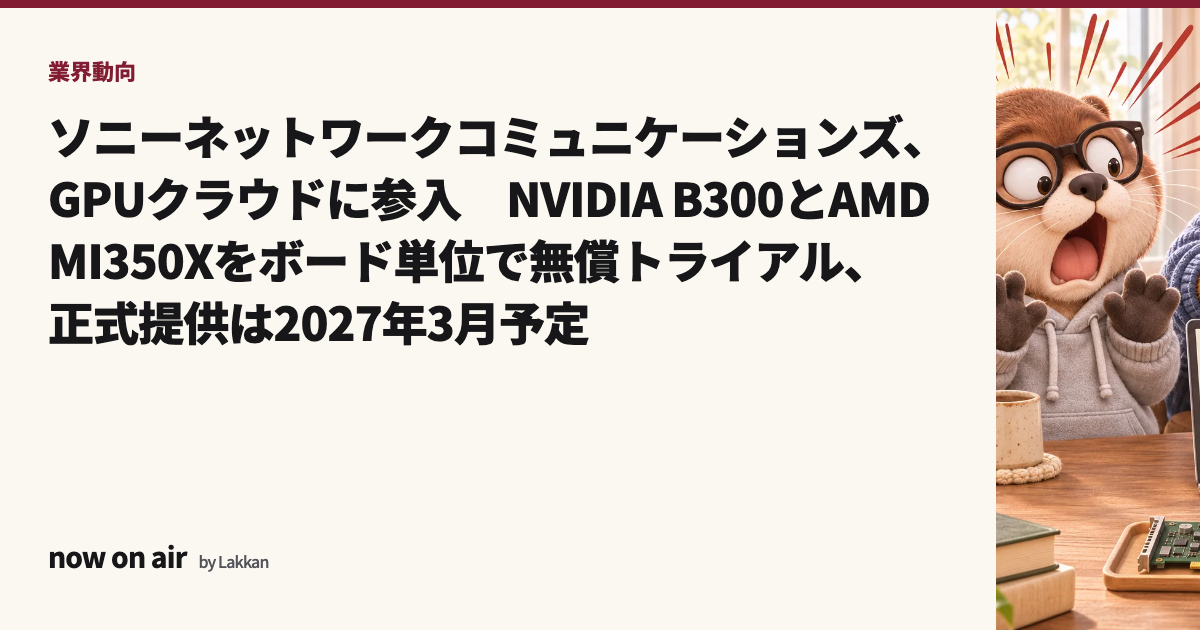 業界動向
ソニーネットワークコミュニケーションズ、
GPUクラウドに参入　NVIDIA B300とAMD
MI350Xをボード単位で無償トライアル、
正式提供は2027年3月予定
now on air by Lakkan